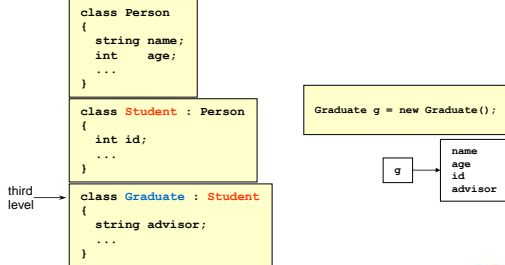 class Person
{
string name;
int age;
...
}
class Student : Person
{
int id;
...
}
third
level
class Graduate : Student
{
string advisor;
...
}
Graduate g = new Graduate();
g
name
age
id
advisor